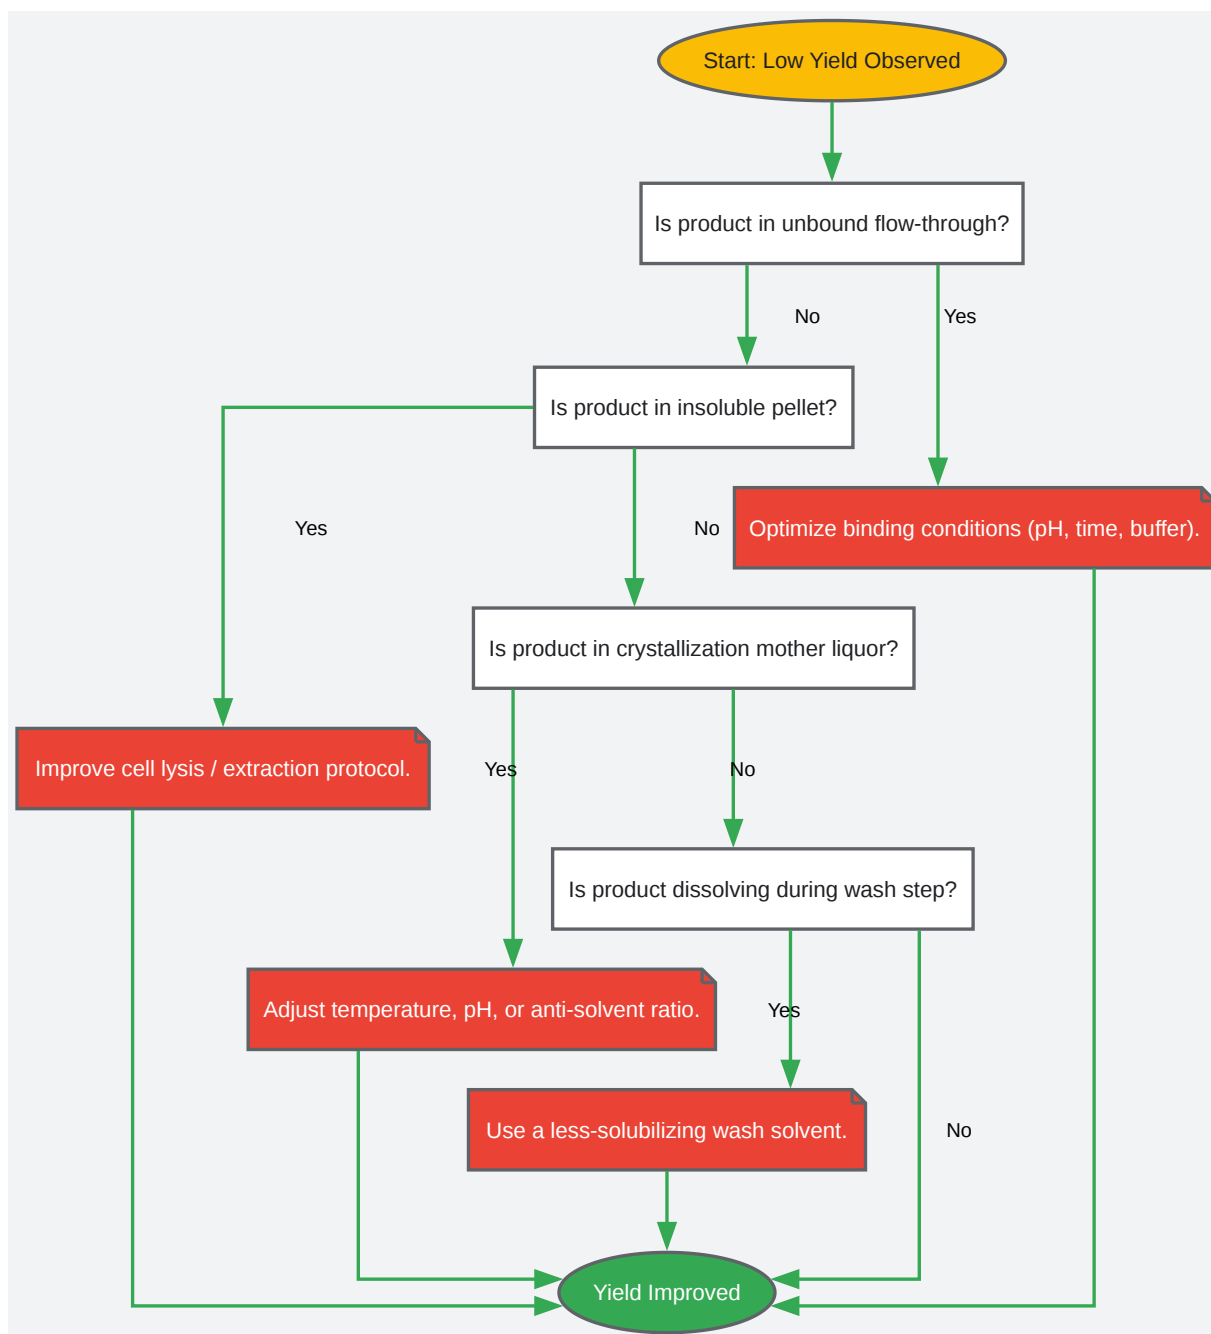 Start: Low Yield Observed
Is product in unbound flow-through?
No
Yes
Is product in insoluble pellet?
Yes
No
Optimize binding conditions (pH, time, buffer).
Is product in crystallization mother liquor?
Improve cell lysis / extraction protocol.
Yes
No
Is product dissolving during wash step?
Adjust temperature, pH, or anti-solvent ratio.
Yes
Use a less-solubilizing wash solvent.
No
Yield Improved